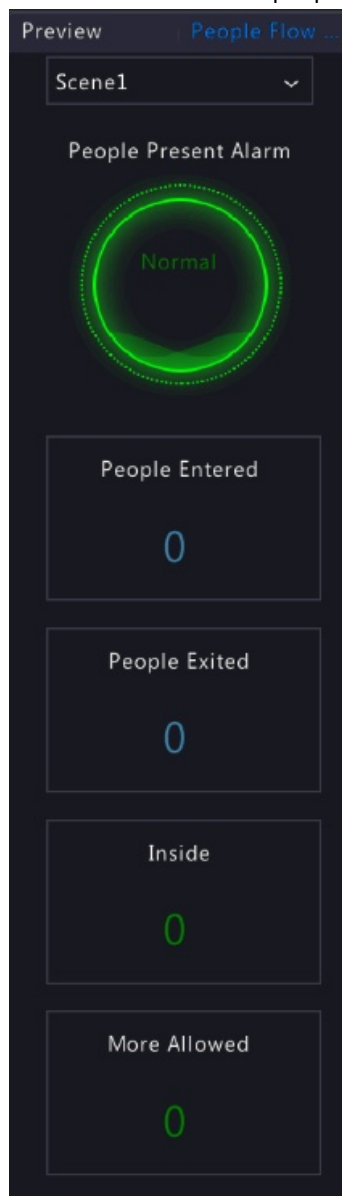 Preview People Flow ...
Scene1
People Present Alarm
Normal
People Entered
0
People Exited
0
Inside
0
More Allowed
0